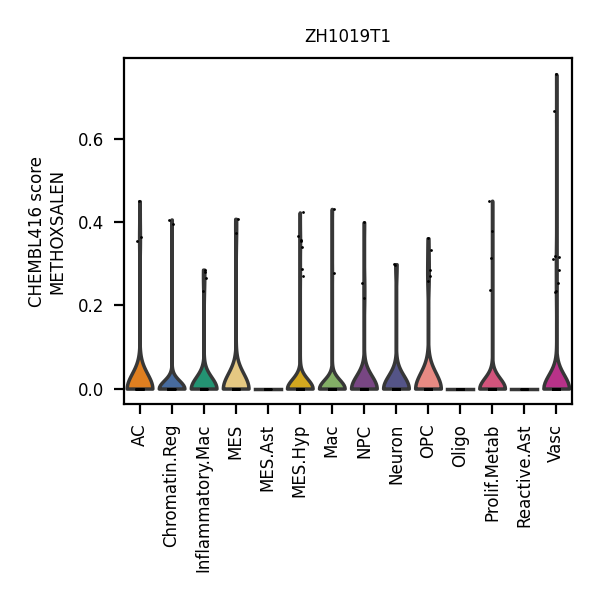 ZH1019T1
CHEMBL416 score
METHOXSALEN
0.6
0.4
0.2
0.0
AC
Chromatin.Reg
Inflammatory.Mac
MES
MES.Ast
MES.Hyp
Mac
NPC
Neuron
OPC
Oligo
Prolif.Metab
Reactive.Ast
Vasc